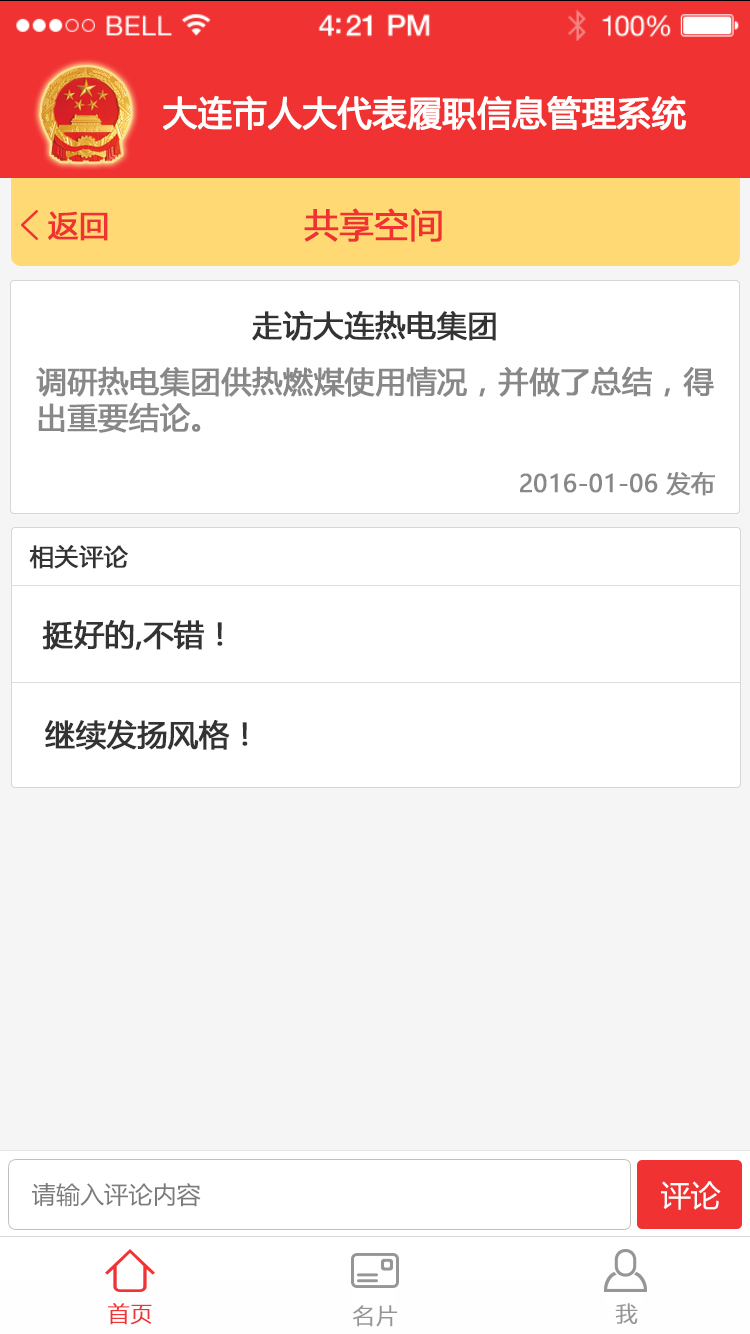 BELL 4:21 PM 100%
大连市人大代表履职信息管理系统
返回 共享空间
走访大连热电集团
调研热电集团供热燃煤使用情况，并做了总结，得
出重要结论。
2016-01-06 发布
相关评论
挺好的,不错！
继续发扬风格！
请输入评论内容 评论
首页 名片 我